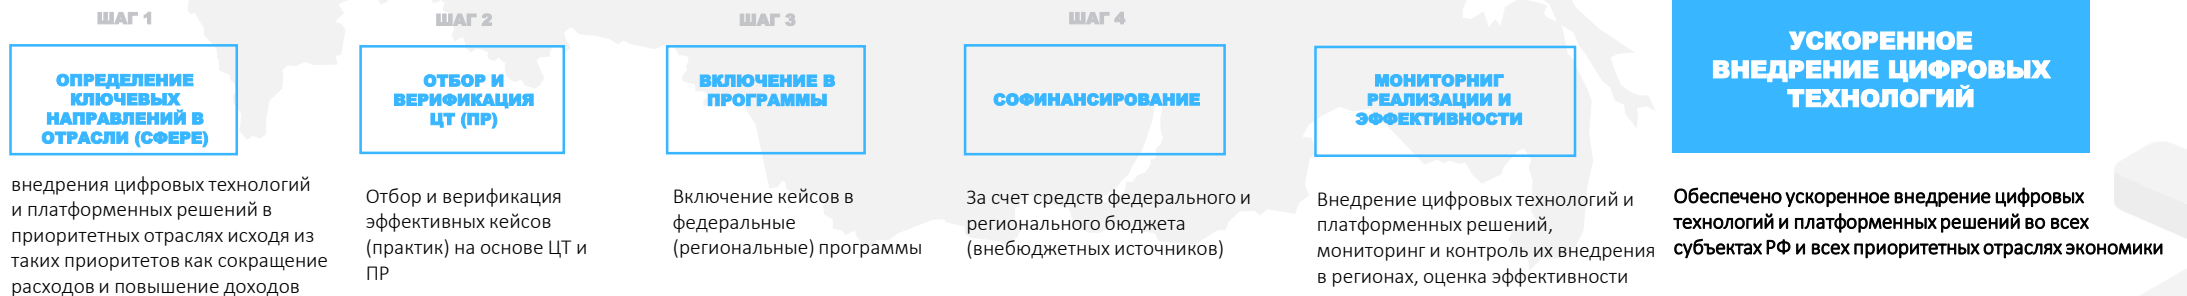 ШАГ 1
ОПРЕДЕЛЕНИЕ
КЛЮЧЕВЫХ
НАПРАВЛЕНИЙ В
ОТРАСЛИ (СФЕРЕ)
внедрения цифровых технологий
и платформенных решений в
приоритетных отраслях исходя из
таких приоритетов как сокращение
расходов и повышение доходов
ШАГ 2
ОТБОР И
ВЕРИФИКАЦИЯ
ЦТ (ПР)
Отбор и верификация
эффективных кейсов
(практик) на основе ЦТ и
ПР
ШАГ 3
ВКЛЮЧЕНИЕ В
ПРОГРАММЫ
Включение кейсов в
федеральные
(региональные) программы
ШАГ 4
СОФИНАНСИРОВАНИЕ
За счет средств федерального и
регионального бюджета
(внебюджетных источников)
МОНИТОРНИГ
РЕАЛИЗАЦИИ И
ЭФФЕКТИВНОСТИ
Внедрение цифровых технологий и
платформенных решений,
мониторинг и контроль их внедрения
в регионах, оценка эффективности
УСКОРЕННОЕ
ВНЕДРЕНИЕ ЦИФРОВЫХ
ТЕХНОЛОГИЙ
Обеспечено ускоренное внедрение цифровых
технологий и платформенных решений во всех
субъектах РФ и всех приоритетных отраслях экономики